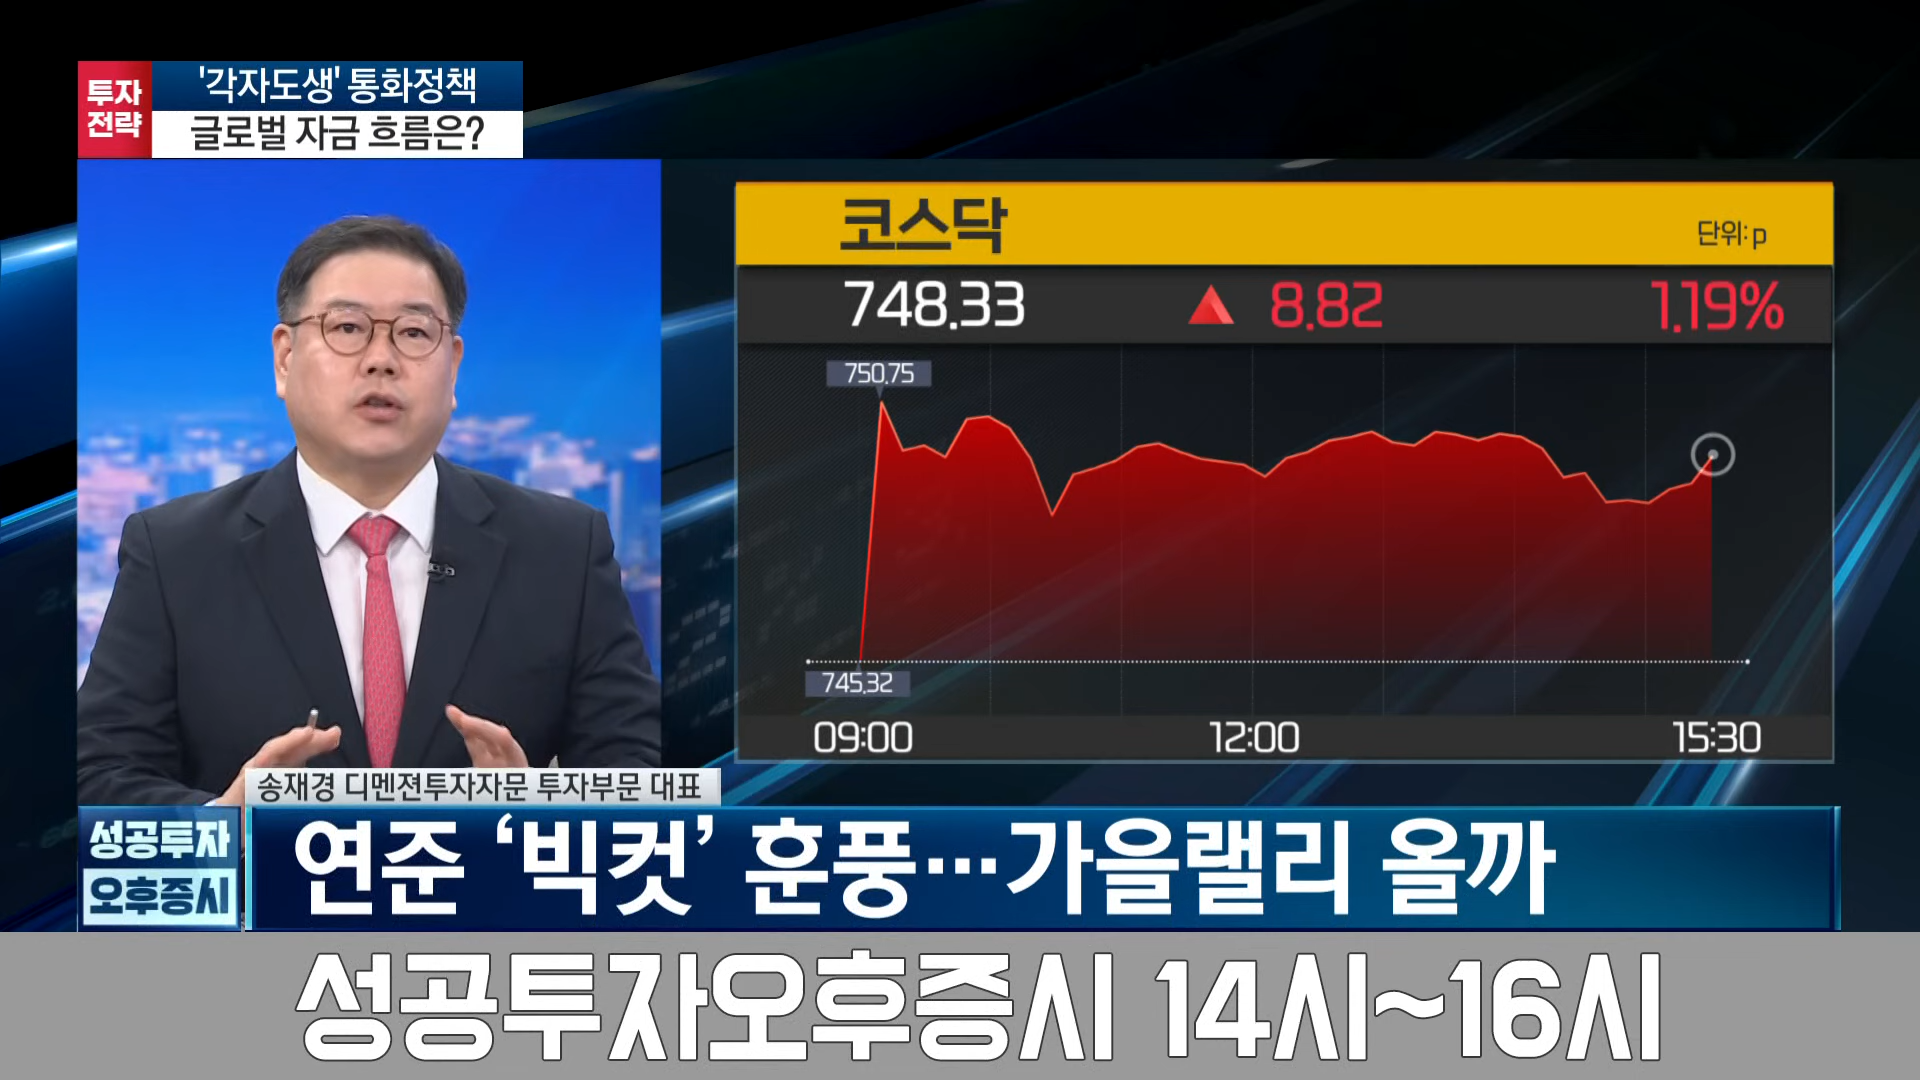 투자
전략
'각자도생' 통화정책
글로벌 자금 흐름은?
코스닥
단위:p
748.33 ▲ 8.82 1.19%
750.75
745.32
09:00 12:00 15:30
송재경 디멘젼투자자문 투자부문 대표
성공투자
오후증시
연준 ‘빅컷’ 훈풍…가을랠리 올까
성공투자오후증시 14시~16시